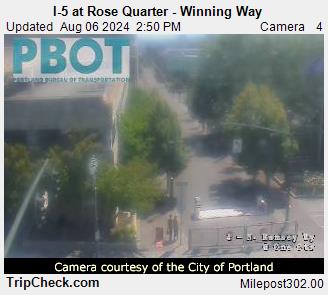 I-5 at Rose Quarter - Winning Way
Updated Aug 06 2024 2:50 PM Camera 4
PBOT
PORTLAND BUREAU OF TRANSPORTATION
Camera courtesy of the City of Portland
TripCheck.com Milepost302.00